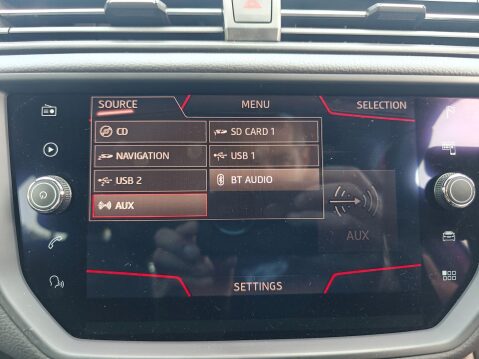 SOURCE MENU SELECTION
CD SD CARD 1
NAVIGATION USB 1
USB 2 BT AUDIO
AUX
AUX
SETTINGS